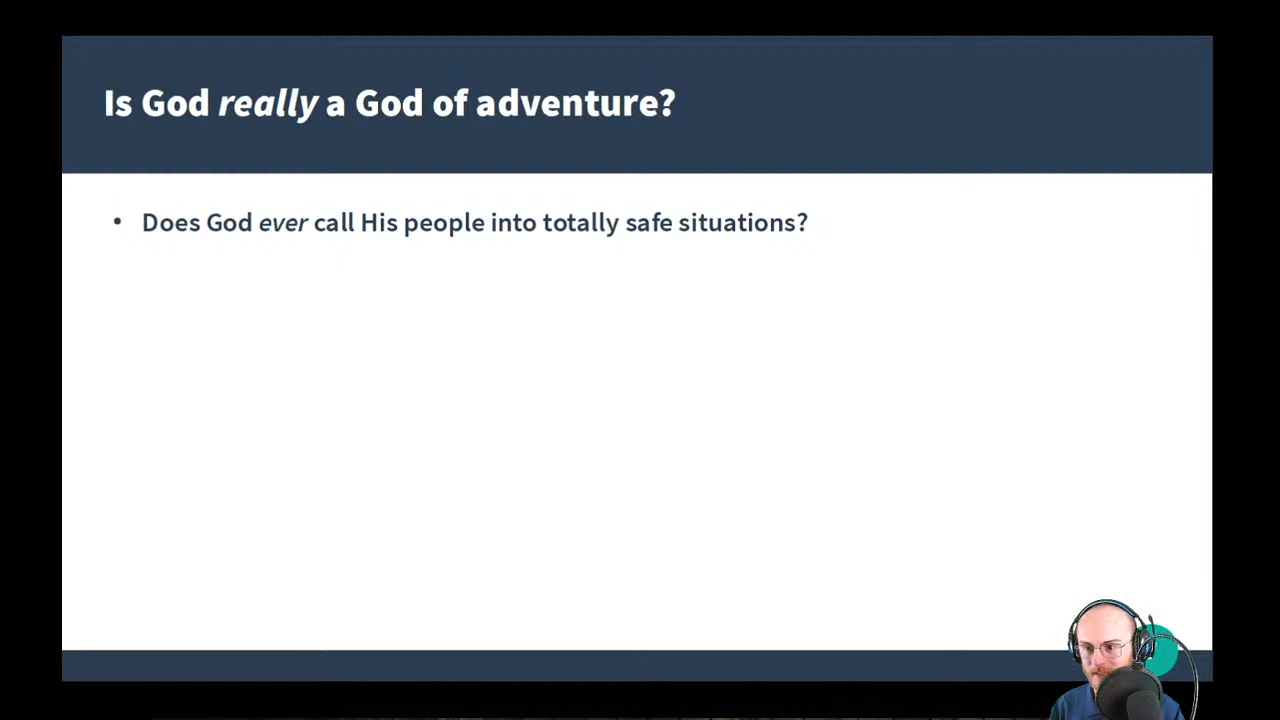 Is God really a God of adventure?
• Does God ever call His people into totally safe situations?